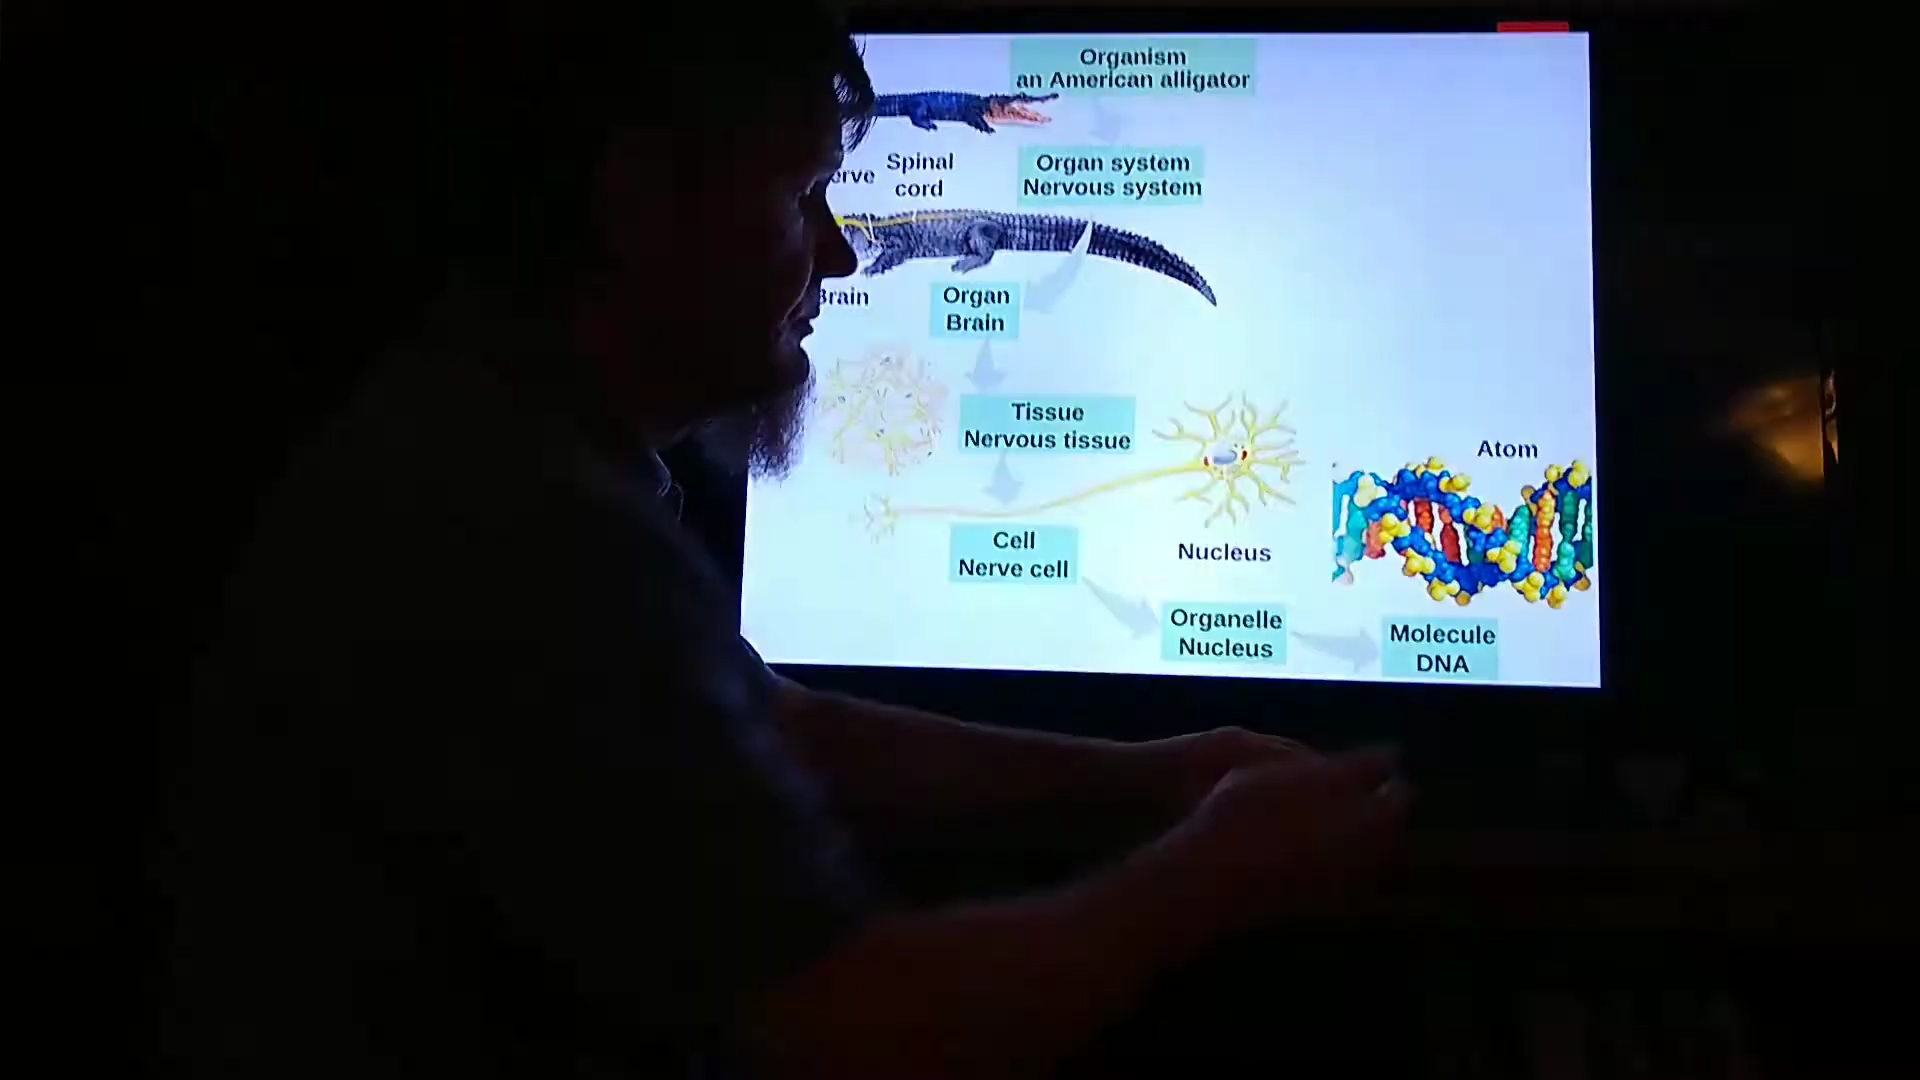 Organism
an American alligator
Spinal
cord
Organ system
Nervous system
Organ
Brain
Tissue
Nervous tissue
Atom
Cell
Nerve cell
Nucleus
Organelle
Nucleus
Molecule
DNA